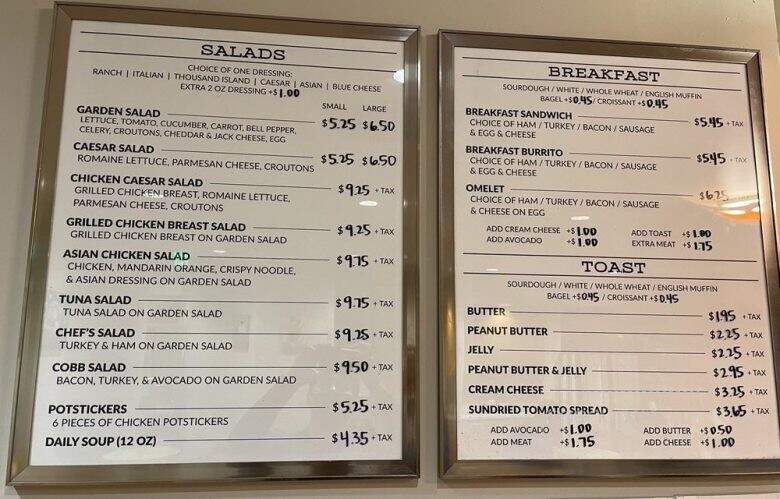 SALADS
CHOICE OF ONE DRESSING:
RANCH | ITALIAN | THOUSAND ISLAND | CAESAR | ASIAN | BLUE CHEESE
EXTRA 2 OZ DRESSING +$1.00
SMALL LARGE
GARDEN SALAD $5.25 $6.50
LETTUCE, TOMATO, CUCUMBER, CARROT, BELL PEPPER,
CELERY, CROUTONS, CHEDDAR & JACK CHEESE, EGG
CAESAR SALAD $5.25 $6.50
ROMAINE LETTUCE, PARMESAN CHEESE, CROUTONS
CHICKEN CAESAR SALAD $9.25 + TAX
GRILLED CHICKEN BREAST, ROMAINE LETTUCE,
PARMESAN CHEESE, CROUTONS
GRILLED CHICKEN BREAST SALAD $9.25 + TAX
GRILLED CHICKEN BREAST ON GARDEN SALAD
ASIAN CHICKEN SALAD $9.75 + TAX
CHICKEN, MANDARIN ORANGE, CRISPY NOODLE,
& ASIAN DRESSING ON GARDEN SALAD
TUNA SALAD $9.75 + TAX
TUNA SALAD ON GARDEN SALAD
CHEF'S SALAD $9.25 + TAX
TURKEY & HAM ON GARDEN SALAD
COBB SALAD $9.50 + TAX
BACON, TURKEY, & AVOCADO ON GARDEN SALAD
POTSTICKERS $5.25 + TAX
6 PIECES OF CHICKEN POTSTICKERS
DAILY SOUP (12 OZ) $4.35 + TAX
BREAKFAST
SOURDOUGH / WHITE / WHOLE WHEAT / ENGLISH MUFFIN
BAGEL +$0.45 / CROISSANT +$0.45
BREAKFAST SANDWICH $5.45 + TAX
CHOICE OF HAM / TURKEY / BACON / SAUSAGE
& EGG & CHEESE
BREAKFAST BURRITO $5.45 + TAX
CHOICE OF HAM / TURKEY / BACON / SAUSAGE
& EGG & CHEESE
OMELET $6.25
CHOICE OF HAM / TURKEY / BACON / SAUSAGE
& CHEESE ON EGG
ADD CREAM CHEESE +$1.00 ADD TOAST +$1.00
ADD AVOCADO +$1.00 EXTRA MEAT +$1.75
TOAST
SOURDOUGH / WHITE / WHOLE WHEAT / ENGLISH MUFFIN
BAGEL +$0.45 / CROISSANT +$0.45
BUTTER $1.95 + TAX
PEANUT BUTTER $2.25 + TAX
JELLY $2.25 + TAX
PEANUT BUTTER & JELLY $2.95 + TAX
CREAM CHEESE $3.25 + TAX
SUNDRIED TOMATO SPREAD $3.65 + TAX
ADD AVOCADO +$1.00 ADD BUTTER +$0.50
ADD MEAT +$1.75 ADD CHEESE +$1.00